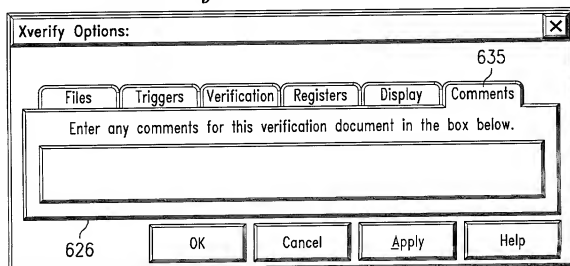 Xverify Options:
635
Files Triggers Verification Registers Display Comments
Enter any comments for this verification document in the box below.
626
OK Cancel Apply Help